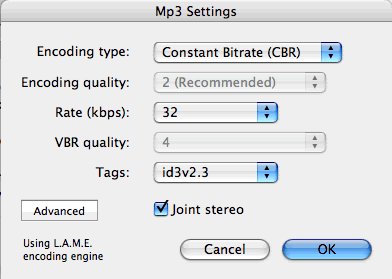 Mp3 Settings
Encoding type: Constant Bitrate (CBR)
Encoding quality: 2 (Recommended)
Rate (kbps): 32
VBR quality: 4
Tags: id3v2.3
Advanced
Joint stereo
Using L.A.M.E.
encoding engine
Cancel
OK